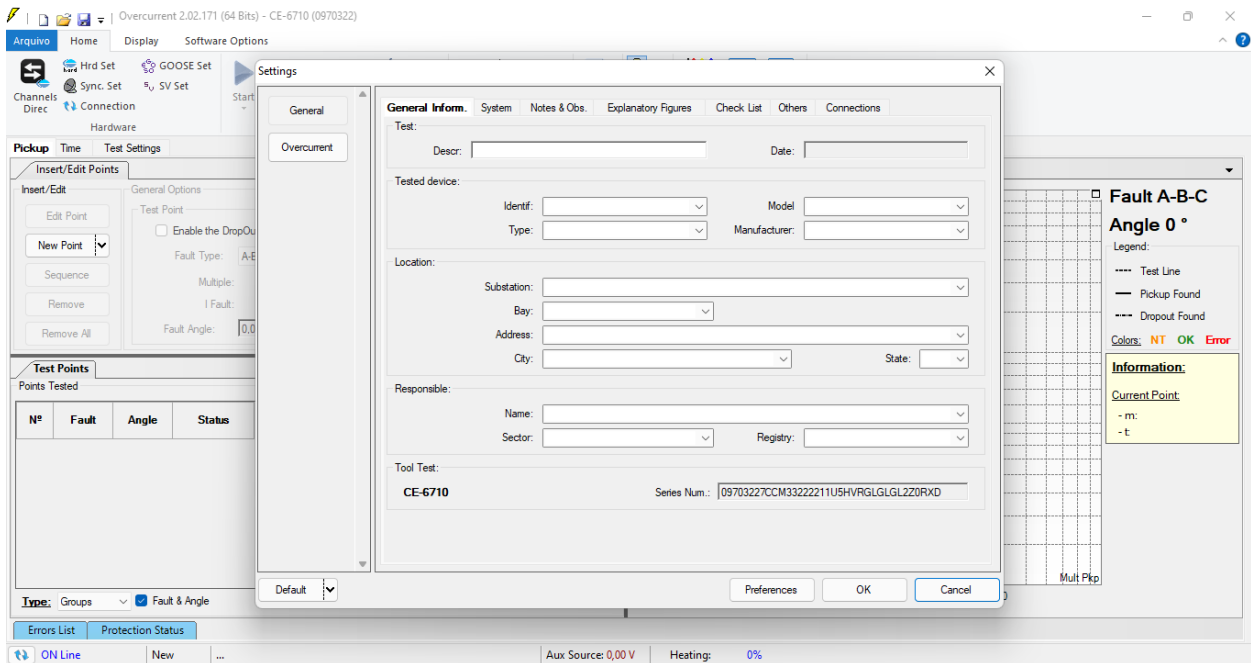 Overcurrent 2.02.171 (64 Bits) - CE-6710 (0970322)
Arquivo Home Display Software Options
Channels Direc
Hrd Set
Sync. Set
Connection
GOOSE Set
SV Set
Start
Hardware
Pickup Time Test Settings
Insert/Edit Points
Insert/Edit
Edit Point
New Point
Sequence
Remove
Remove All
General Options
Test Point
Enable the DropOu
Fault Type: A-B
Multiple:
I Fault:
Fault Angle: 0,0
Test Points
Points Tested
Nº Fault Angle Status
Type: Groups Fault & Angle
Errors List Protection Status
ON Line New ... Aux Source: 0,00 V Heating: 0%
Settings
General
Overcurrent
General Inform. System Notes & Obs. Explanatory Figures Check List Others Connections
Test:
Descr: Date:
Tested device:
Identif: Model
Type: Manufacturer:
Location:
Substation:
Bay:
Address:
City: State:
Responsible:
Name:
Sector: Registry:
Tool Test:
CE-6710 Series Num.: 09703227CCM33222211U5HVRGLGLGL2Z0RXD
Default Preferences OK Cancel
Fault A-B-C
Angle 0 °
Legend:
Test Line
Pickup Found
Dropout Found
Colors: NT OK Error
Information:
Current Point:
- m:
- t:
Mult Pkp